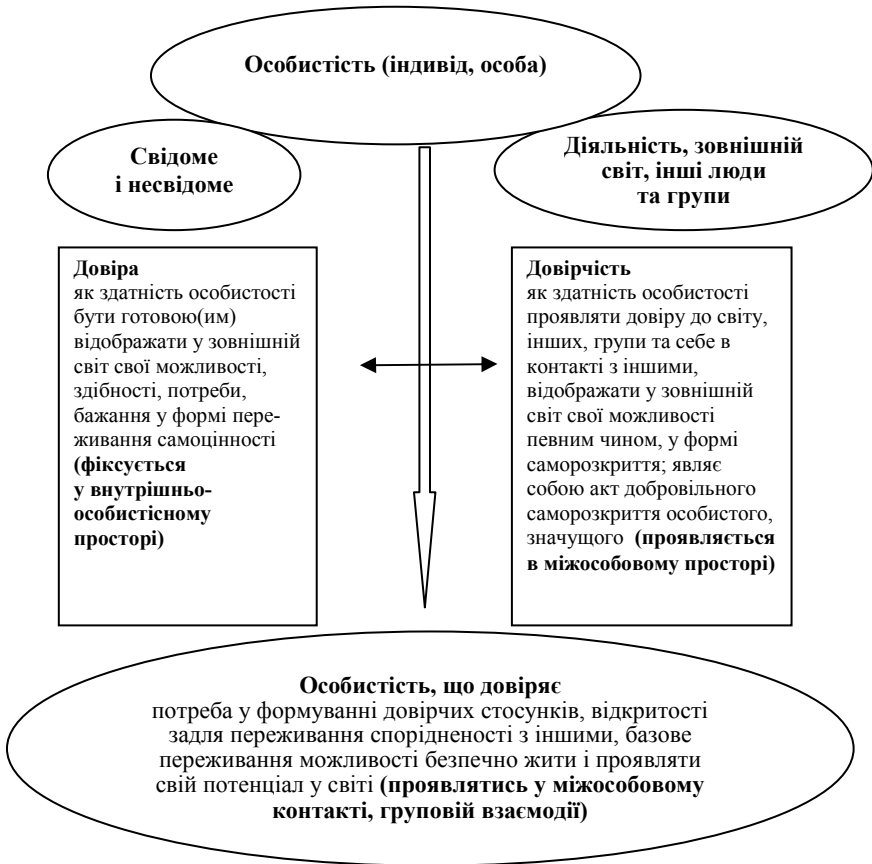 Особистість (індивід, особа)
Свідоме
і несвідоме
Діяльність, зовнішній
світ, інші люди
та групи
Довіра
як здатність особистості
бути готовою(им)
відображати у зовнішній
світ свої можливості,
здібності, потреби,
бажання у формі пере-
живання самоцінності
(фіксується
у внутрішньо-
особистісному
просторі)
Довірчість
як здатність особистості
проявляти довіру до світу,
інших, групи та себе в
контакті з іншими,
відображати у зовнішній
світ свої можливості
певним чином, у формі
саморозкриття; являє
собою акт добровільного
саморозкриття особистого,
значущого (проявляється
в міжособовому просторі)
Особистість, що довіряє
потреба у формуванні довірчих стосунків, відкритості
задля переживання спорідненості з іншими, базове
переживання можливості безпечно жити і проявляти
свій потенціал у світі (проявлятись у міжособовому
контакті, груповій взаємодії)